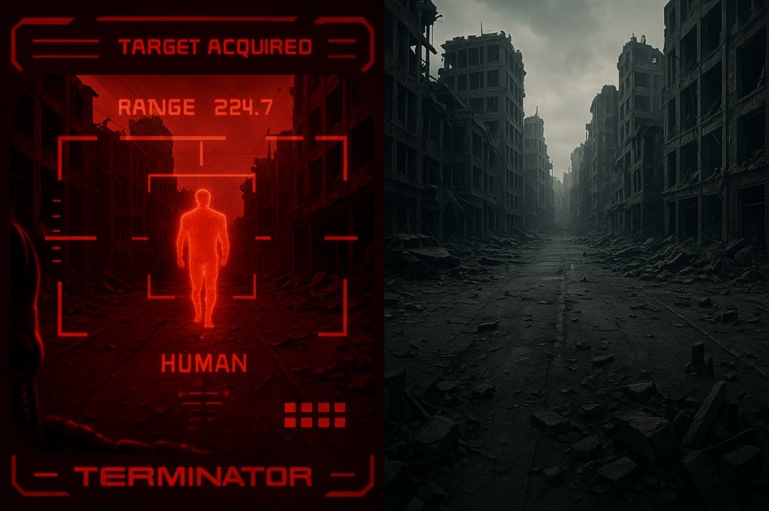 TARGET ACQUIRED
RANGE 224.7
HUMAN
TERMINATOR